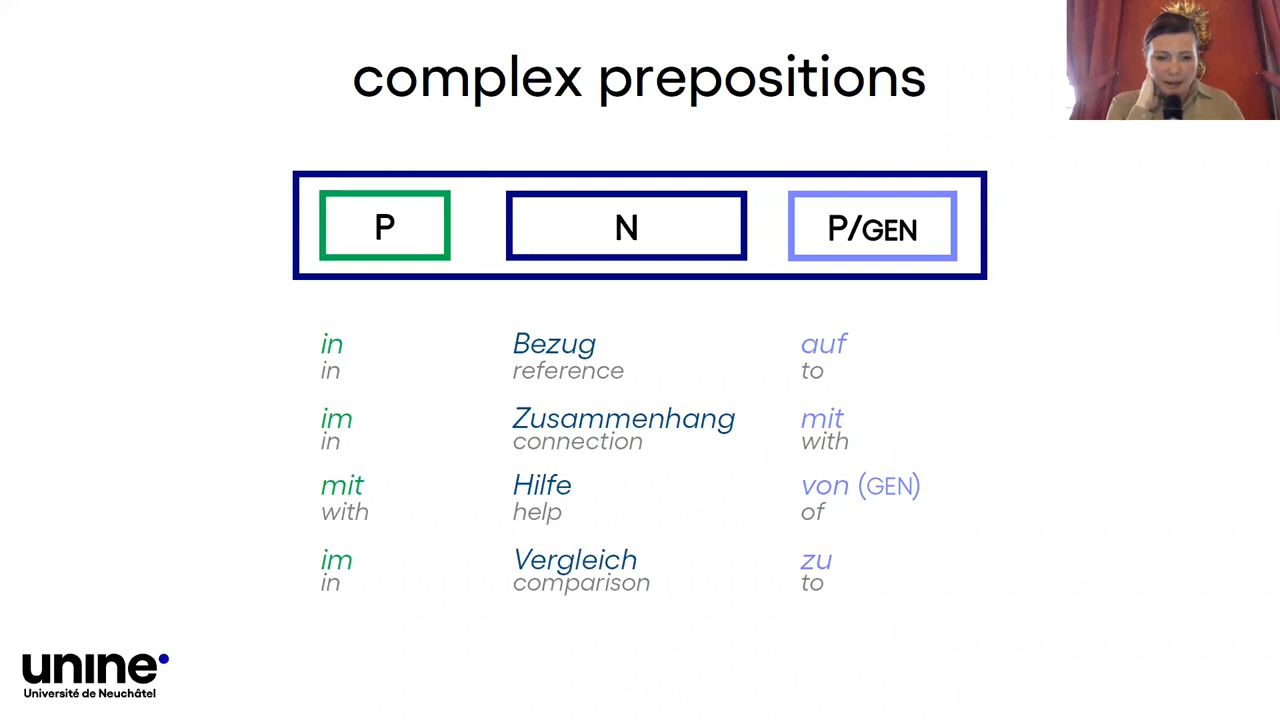 complex prepositions
P N P/GEN
in Bezug auf
in reference to
im Zusammenhang mit
in connection with
mit Hilfe von (GEN)
with help of
im Vergleich zu
in comparison to
unine
Université de Neuchâtel